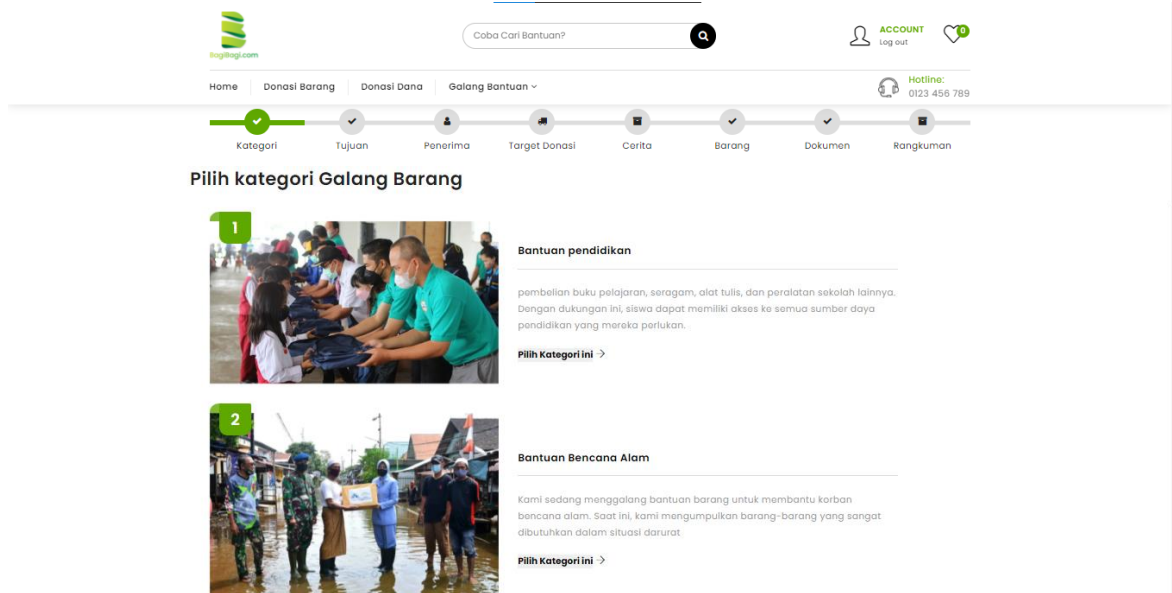 BagiBagi.com
Coba Cari Bantuan?
ACCOUNT
Log out
0
Home
Donasi Barang
Donasi Dana
Galang Bantuan
Hotline:
0123 456 789
Kategori
Tujuan
Penerima
Target Donasi
Cerita
Barang
Dokumen
Rangkuman
Pilih kategori Galang Barang
1
Bantuan pendidikan
pembelian buku pelajaran, seragam, alat tulis, dan peralatan sekolah lainnya.
Dengan dukungan ini, siswa dapat memiliki akses ke semua sumber daya
pendidikan yang mereka perlukan.
Pilih Kategori ini
2
Bantuan Bencana Alam
Kami sedang menggalang bantuan barang untuk membantu korban
bencana alam. Saat ini, kami mengumpulkan barang-barang yang sangat
dibutuhkan dalam situasi darurat
Pilih Kategori ini